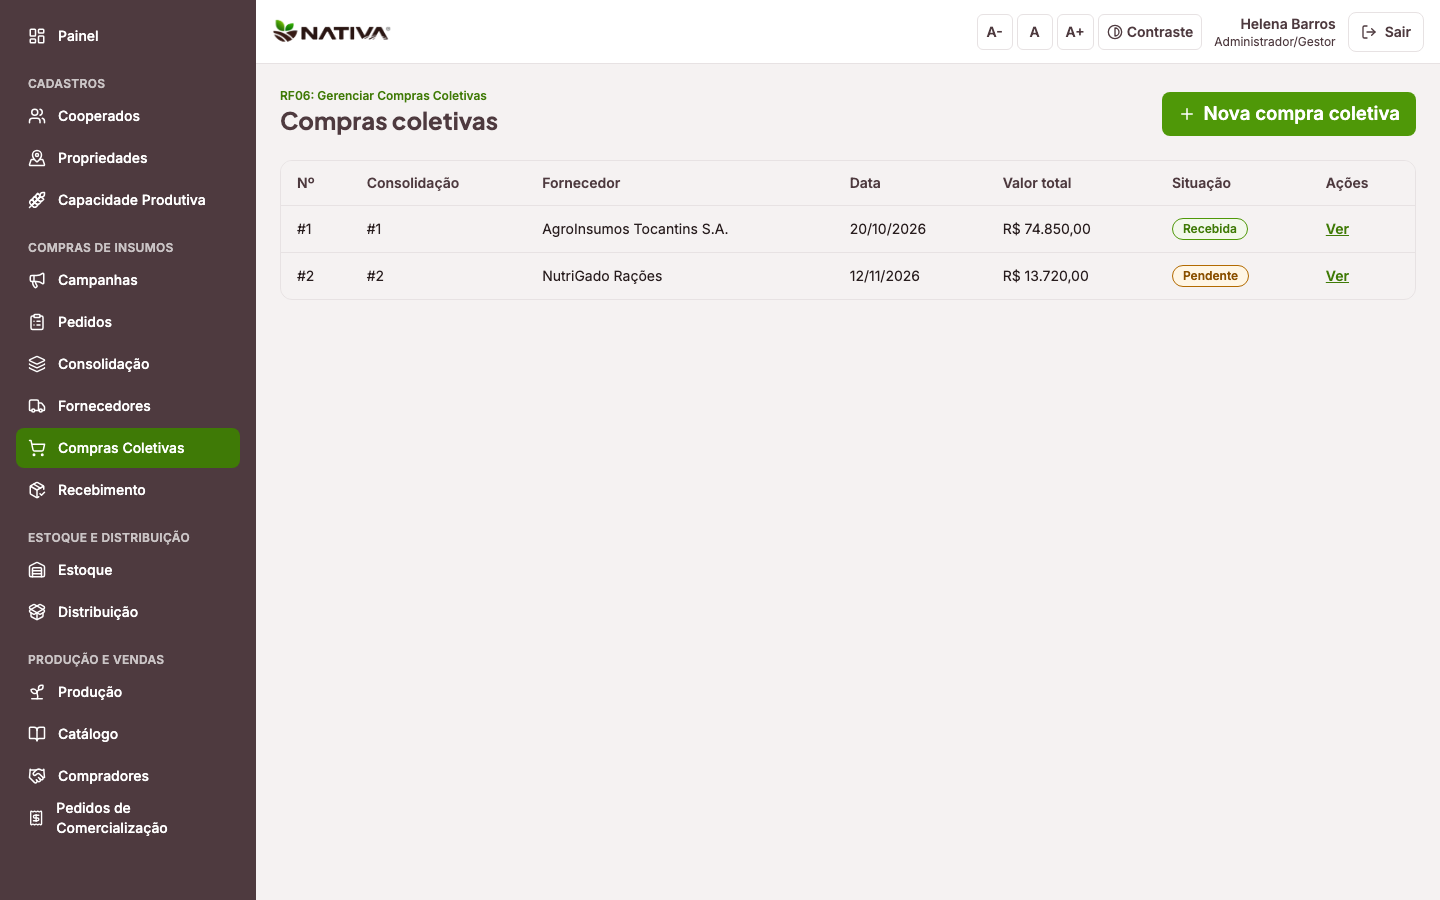 Painel
CADASTROS
Cooperados
Propriedades
Capacidade Produtiva
COMPRAS DE INSUMOS
Campanhas
Pedidos
Consolidação
Fornecedores
Compras Coletivas
Recebimento
ESTOQUE E DISTRIBUIÇÃO
Estoque
Distribuição
PRODUÇÃO E VENDAS
Produção
Catálogo
Compradores
Pedidos de
Comercialização
NATIVA
A- A A+ Contraste
Helena Barros
Administrador/Gestor
Sair
RF06: Gerenciar Compras Coletivas
Compras coletivas
+ Nova compra coletiva
Nº Consolidação Fornecedor Data Valor total Situação Ações
#1 #1 AgroInsumos Tocantins S.A. 20/10/2026 R$ 74.850,00 Recebida Ver
#2 #2 NutriGado Rações 12/11/2026 R$ 13.720,00 Pendente Ver